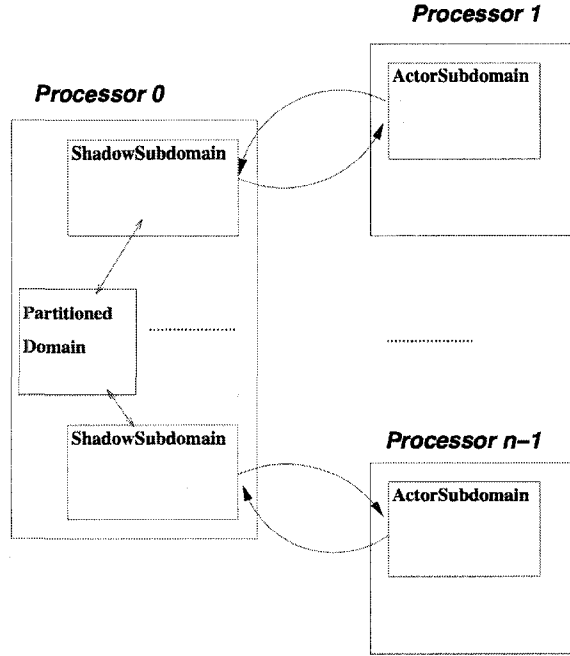 Processor 1
ActorSubdomain
Processor 0
ShadowSubdomain
Partitioned
Domain
ShadowSubdomain
Processor n-1
ActorSubdomain